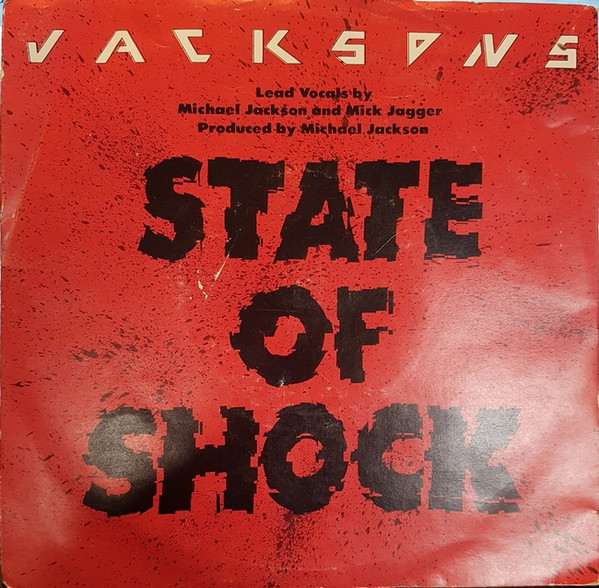 JACKSONS
Lead Vocals by
Michael Jackson and Mick Jagger
Produced by Michael Jackson
STATE
OF
SHOCK